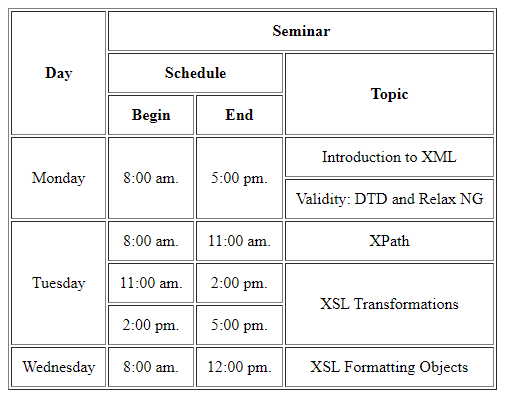 Seminar
Day
Schedule
Topic
Begin
End
Monday
8:00 am.
5:00 pm.
Introduction to XML
Validity: DTD and Relax NG
Tuesday
8:00 am.
11:00 am.
XPath
11:00 am.
2:00 pm.
XSL Transformations
2:00 pm.
5:00 pm.
Wednesday
8:00 am.
12:00 pm.
XSL Formatting Objects